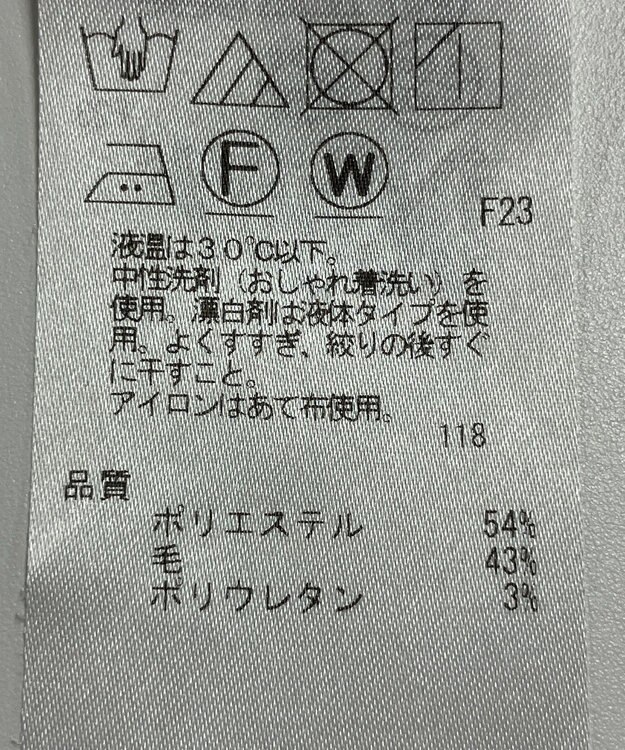 F W
F23
液温は30℃以下。
中性洗剤（おしゃれ着洗い）を
使用。漂白剤は液体タイプを使
用。よくすすぎ、絞りの後すぐ
に干すこと。
アイロンはあて布使用。
118
品質
ポリエステル 54%
毛 43%
ポリウレタン 3%